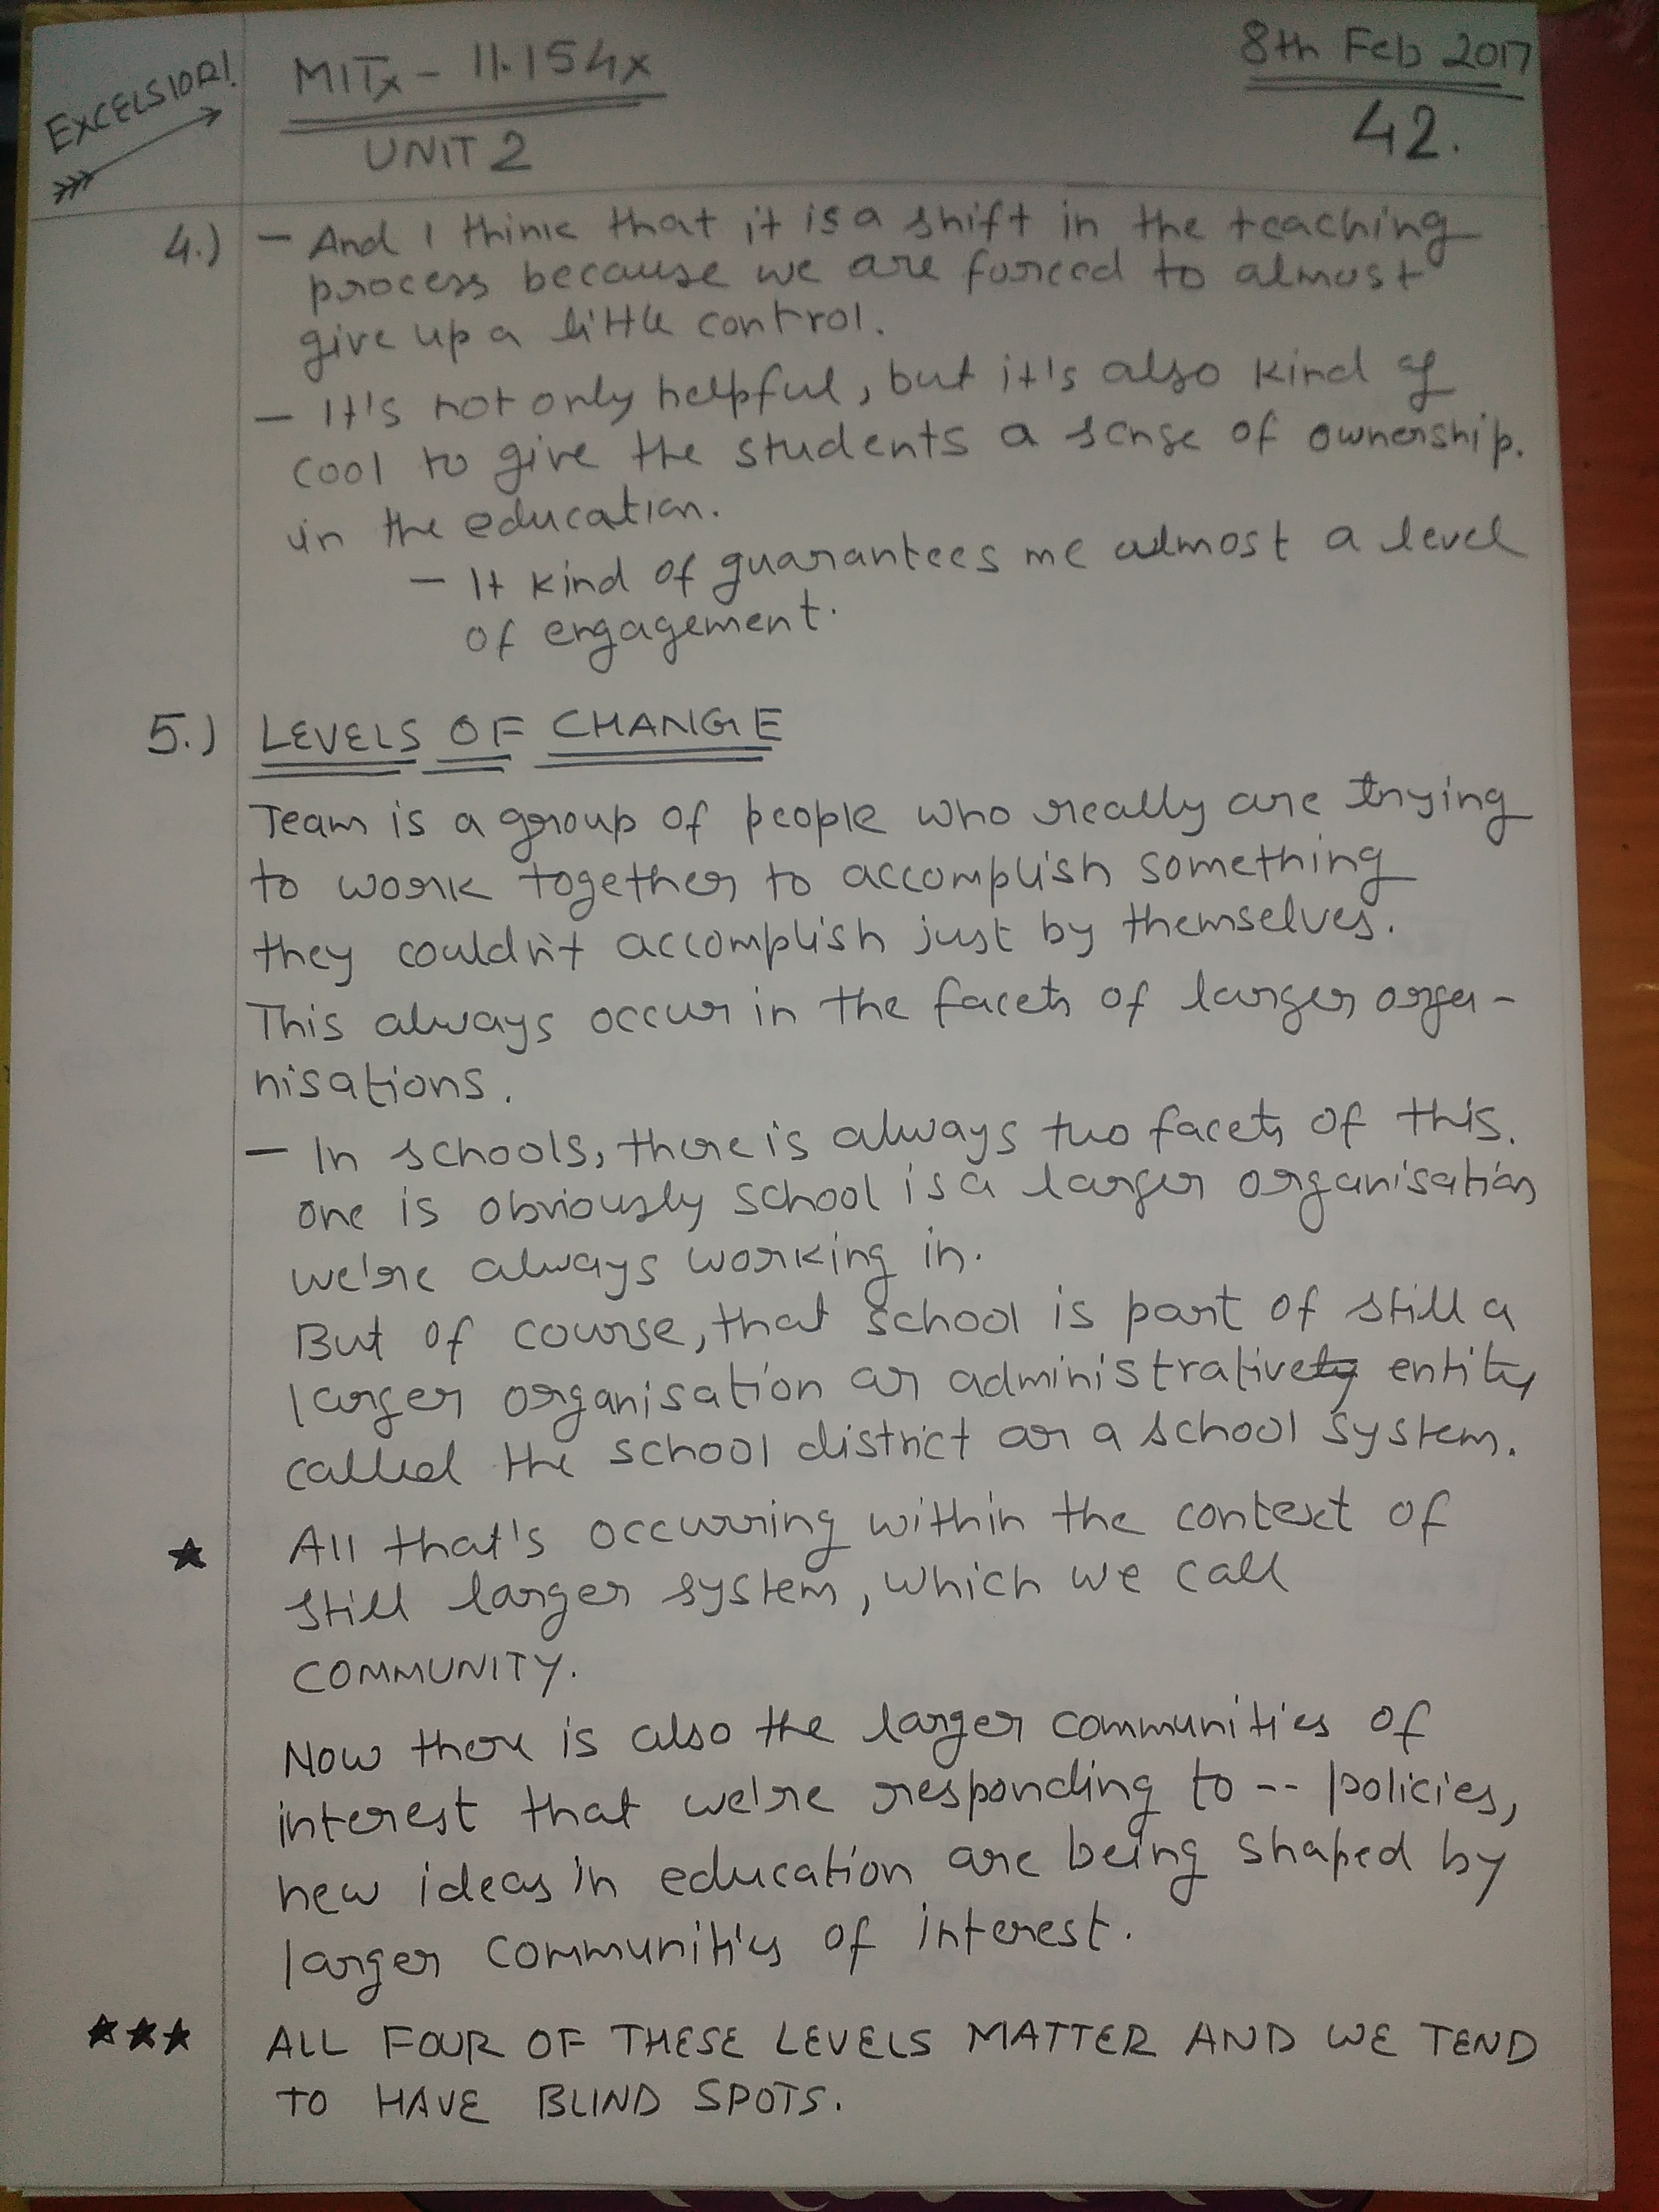 EXCELSIOR!
MITx - 11.154x
UNIT 2
8th Feb 2017
42.
4.) - And I think that it is a shift in the teaching
process because we are forced to almost
give up a little control.
- It's not only helpful, but it's also kind of
cool to give the students a sense of ownership.
in the education.
- It kind of guarantees me almost a level
of engagement.
5.) LEVELS OF CHANGE
Team is a group of people who really are trying
to work together to accomplish something
they couldn't accomplish just by themselves.
This always occur in the facets of larger orga-
nisations.
- In schools, there is always two facets of this.
one is obviously school is a larger organisation
we're always working in.
But of course, that school is part of still a
larger organisation or administrative entity
called the school district or a school system.
★ All that's occurring within the context of
still larger system, which we call
COMMUNITY.
Now there is also the larger communities of
interest that we're responding to -- policies,
new ideas in education are being shaped by
larger communities of interest.
★★★ ALL FOUR OF THESE LEVELS MATTER AND WE TEND
TO HAVE BLIND SPOTS.